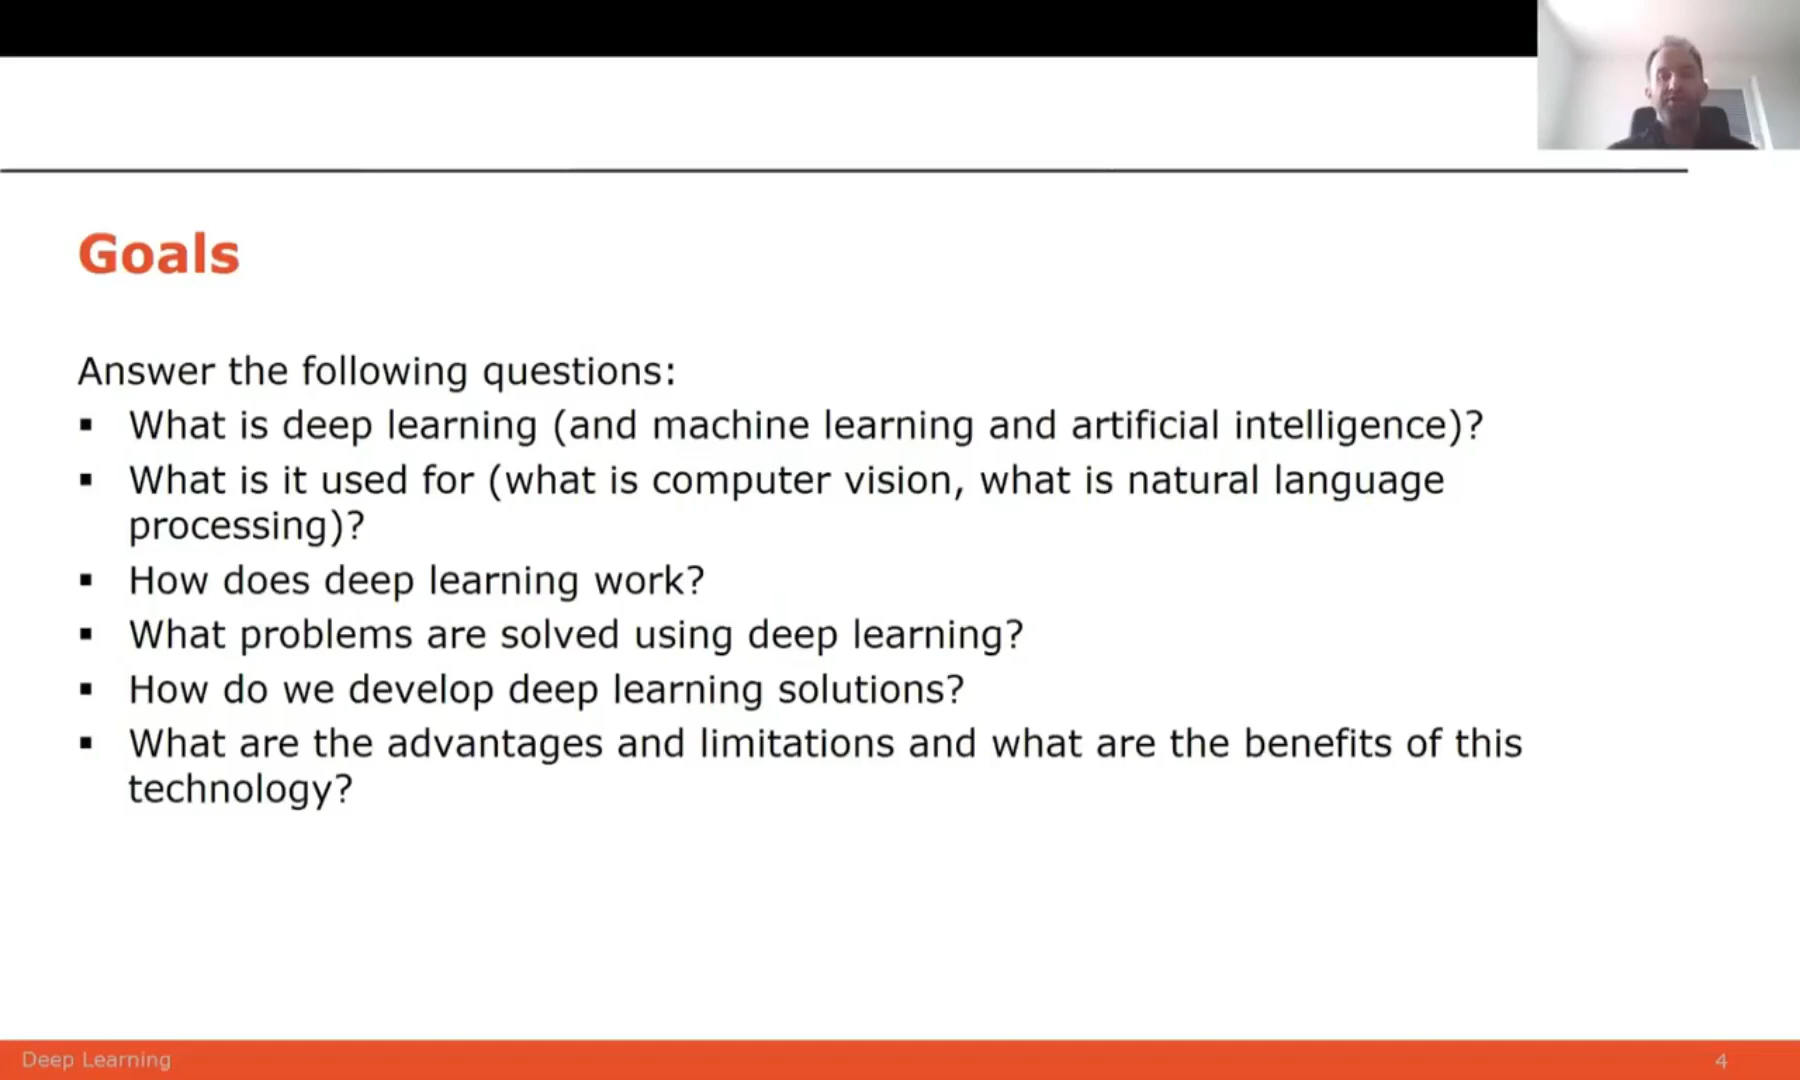 Goals
Answer the following questions:
▪ What is deep learning (and machine learning and artificial intelligence)?
▪ What is it used for (what is computer vision, what is natural language
processing)?
▪ How does deep learning work?
▪ What problems are solved using deep learning?
▪ How do we develop deep learning solutions?
▪ What are the advantages and limitations and what are the benefits of this
technology?
Deep Learning
4